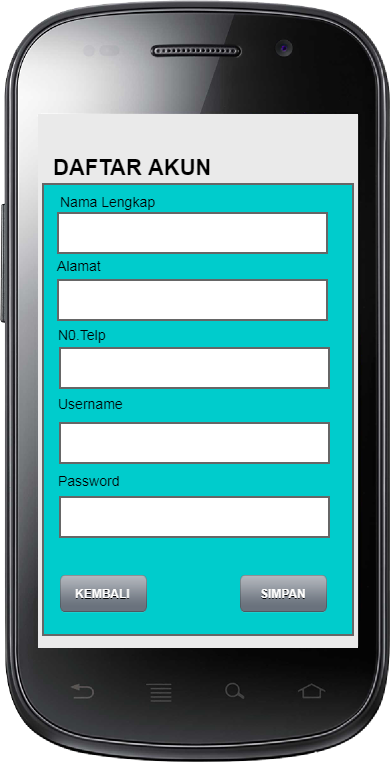 DAFTAR AKUN
Nama Lengkap
Alamat
N0.Telp
Username
Password
KEMBALI
SIMPAN